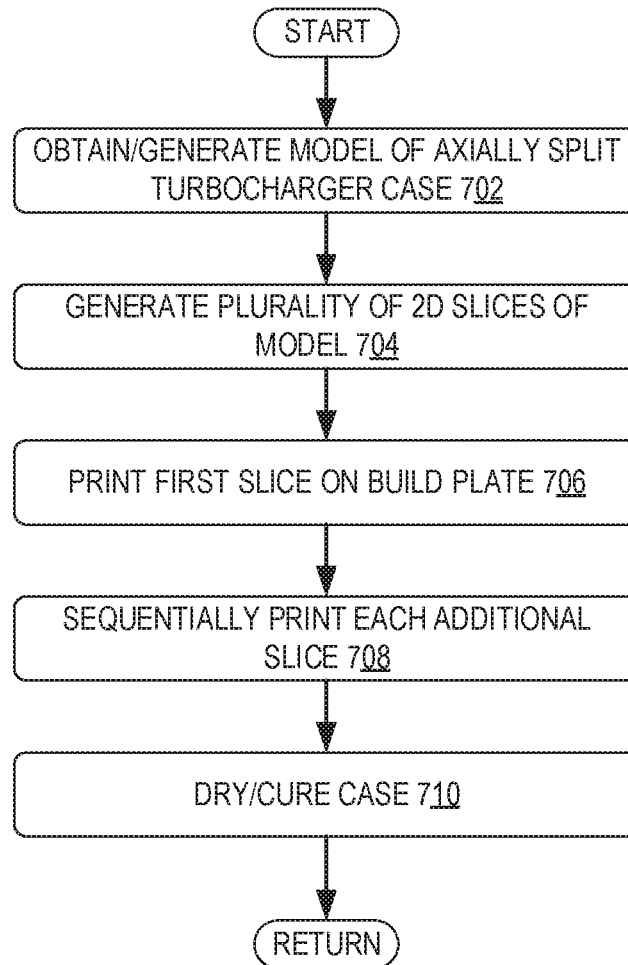 START
OBTAIN/GENERATE MODEL OF AXIALLY SPLIT
TURBOCHARGER CASE 702
GENERATE PLURALITY OF 2D SLICES OF
MODEL 704
PRINT FIRST SLICE ON BUILD PLATE 706
SEQUENTIALLY PRINT EACH ADDITIONAL
SLICE 708
DRY/CURE CASE 710
RETURN